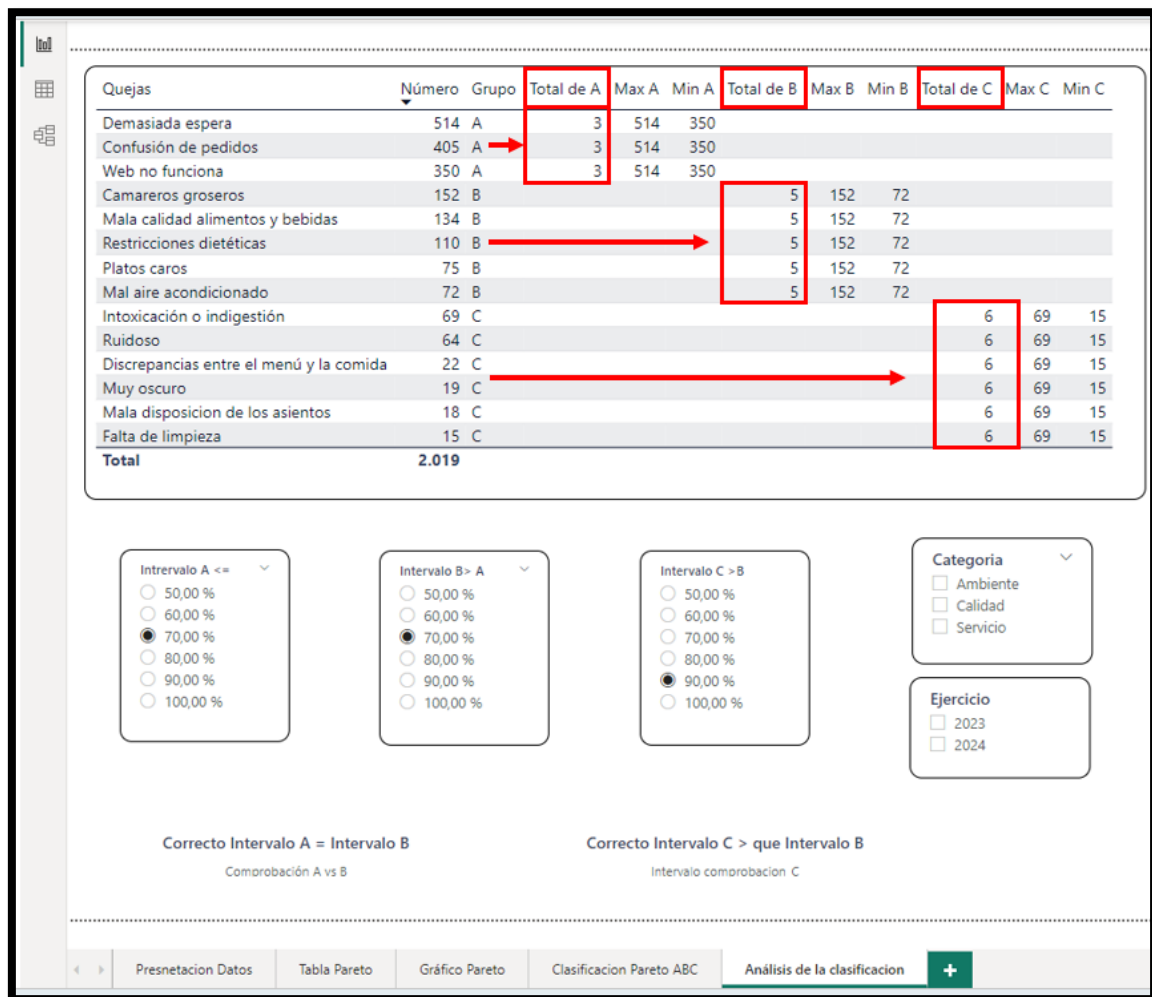 Quejas Número Grupo Total de A Max A Min A Total de B Max B Min B Total de C Max C Min C
Demasiada espera 514 A 3 514 350
Confusión de pedidos 405 A 3 514 350
Web no funciona 350 A 3 514 350
Camareros groseros 152 B 5 152 72
Mala calidad alimentos y bebidas 134 B 5 152 72
Restricciones dietéticas 110 B 5 152 72
Platos caros 75 B 5 152 72
Mal aire acondicionado 72 B 5 152 72
Intoxicación o indigestión 69 C 6 69 15
Ruidoso 64 C 6 69 15
Discrepancias entre el menú y la comida 22 C 6 69 15
Muy oscuro 19 C 6 69 15
Mala disposicion de los asientos 18 C 6 69 15
Falta de limpieza 15 C 6 69 15
Total 2.019
Intrervalo A <=
50,00 %
60,00 %
70,00 %
80,00 %
90,00 %
100,00 %
Intervalo B> A
50,00 %
60,00 %
70,00 %
80,00 %
90,00 %
100,00 %
Intervalo C >B
50,00 %
60,00 %
70,00 %
80,00 %
90,00 %
100,00 %
Categoria
Ambiente
Calidad
Servicio
Ejercicio
2023
2024
Correcto Intervalo A = Intervalo B
Comprobación A vs B
Correcto Intervalo C > que Intervalo B
Intervalo comprobacion C
Presnetacion Datos Tabla Pareto Gráfico Pareto Clasificacion Pareto ABC Análisis de la clasificacion +